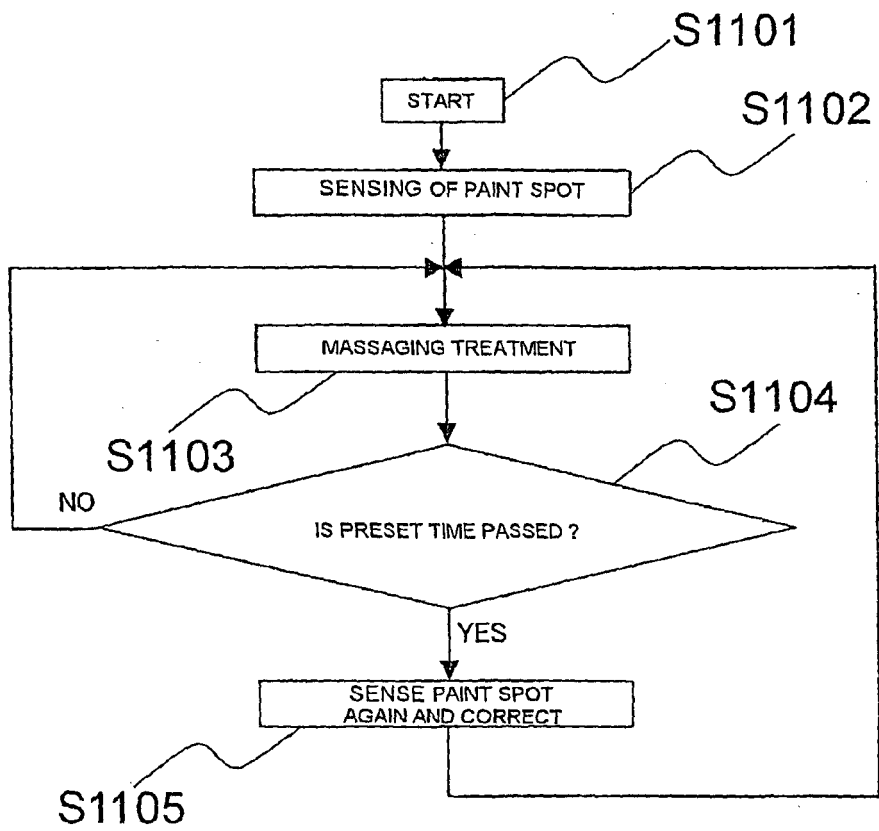 S1101
START
S1102
SENSING OF PAINT SPOT
MASSAGING TREATMENT
S1103
S1104
NO
IS PRESET TIME PASSED ?
YES
SENSE PAINT SPOT
AGAIN AND CORRECT
S1105